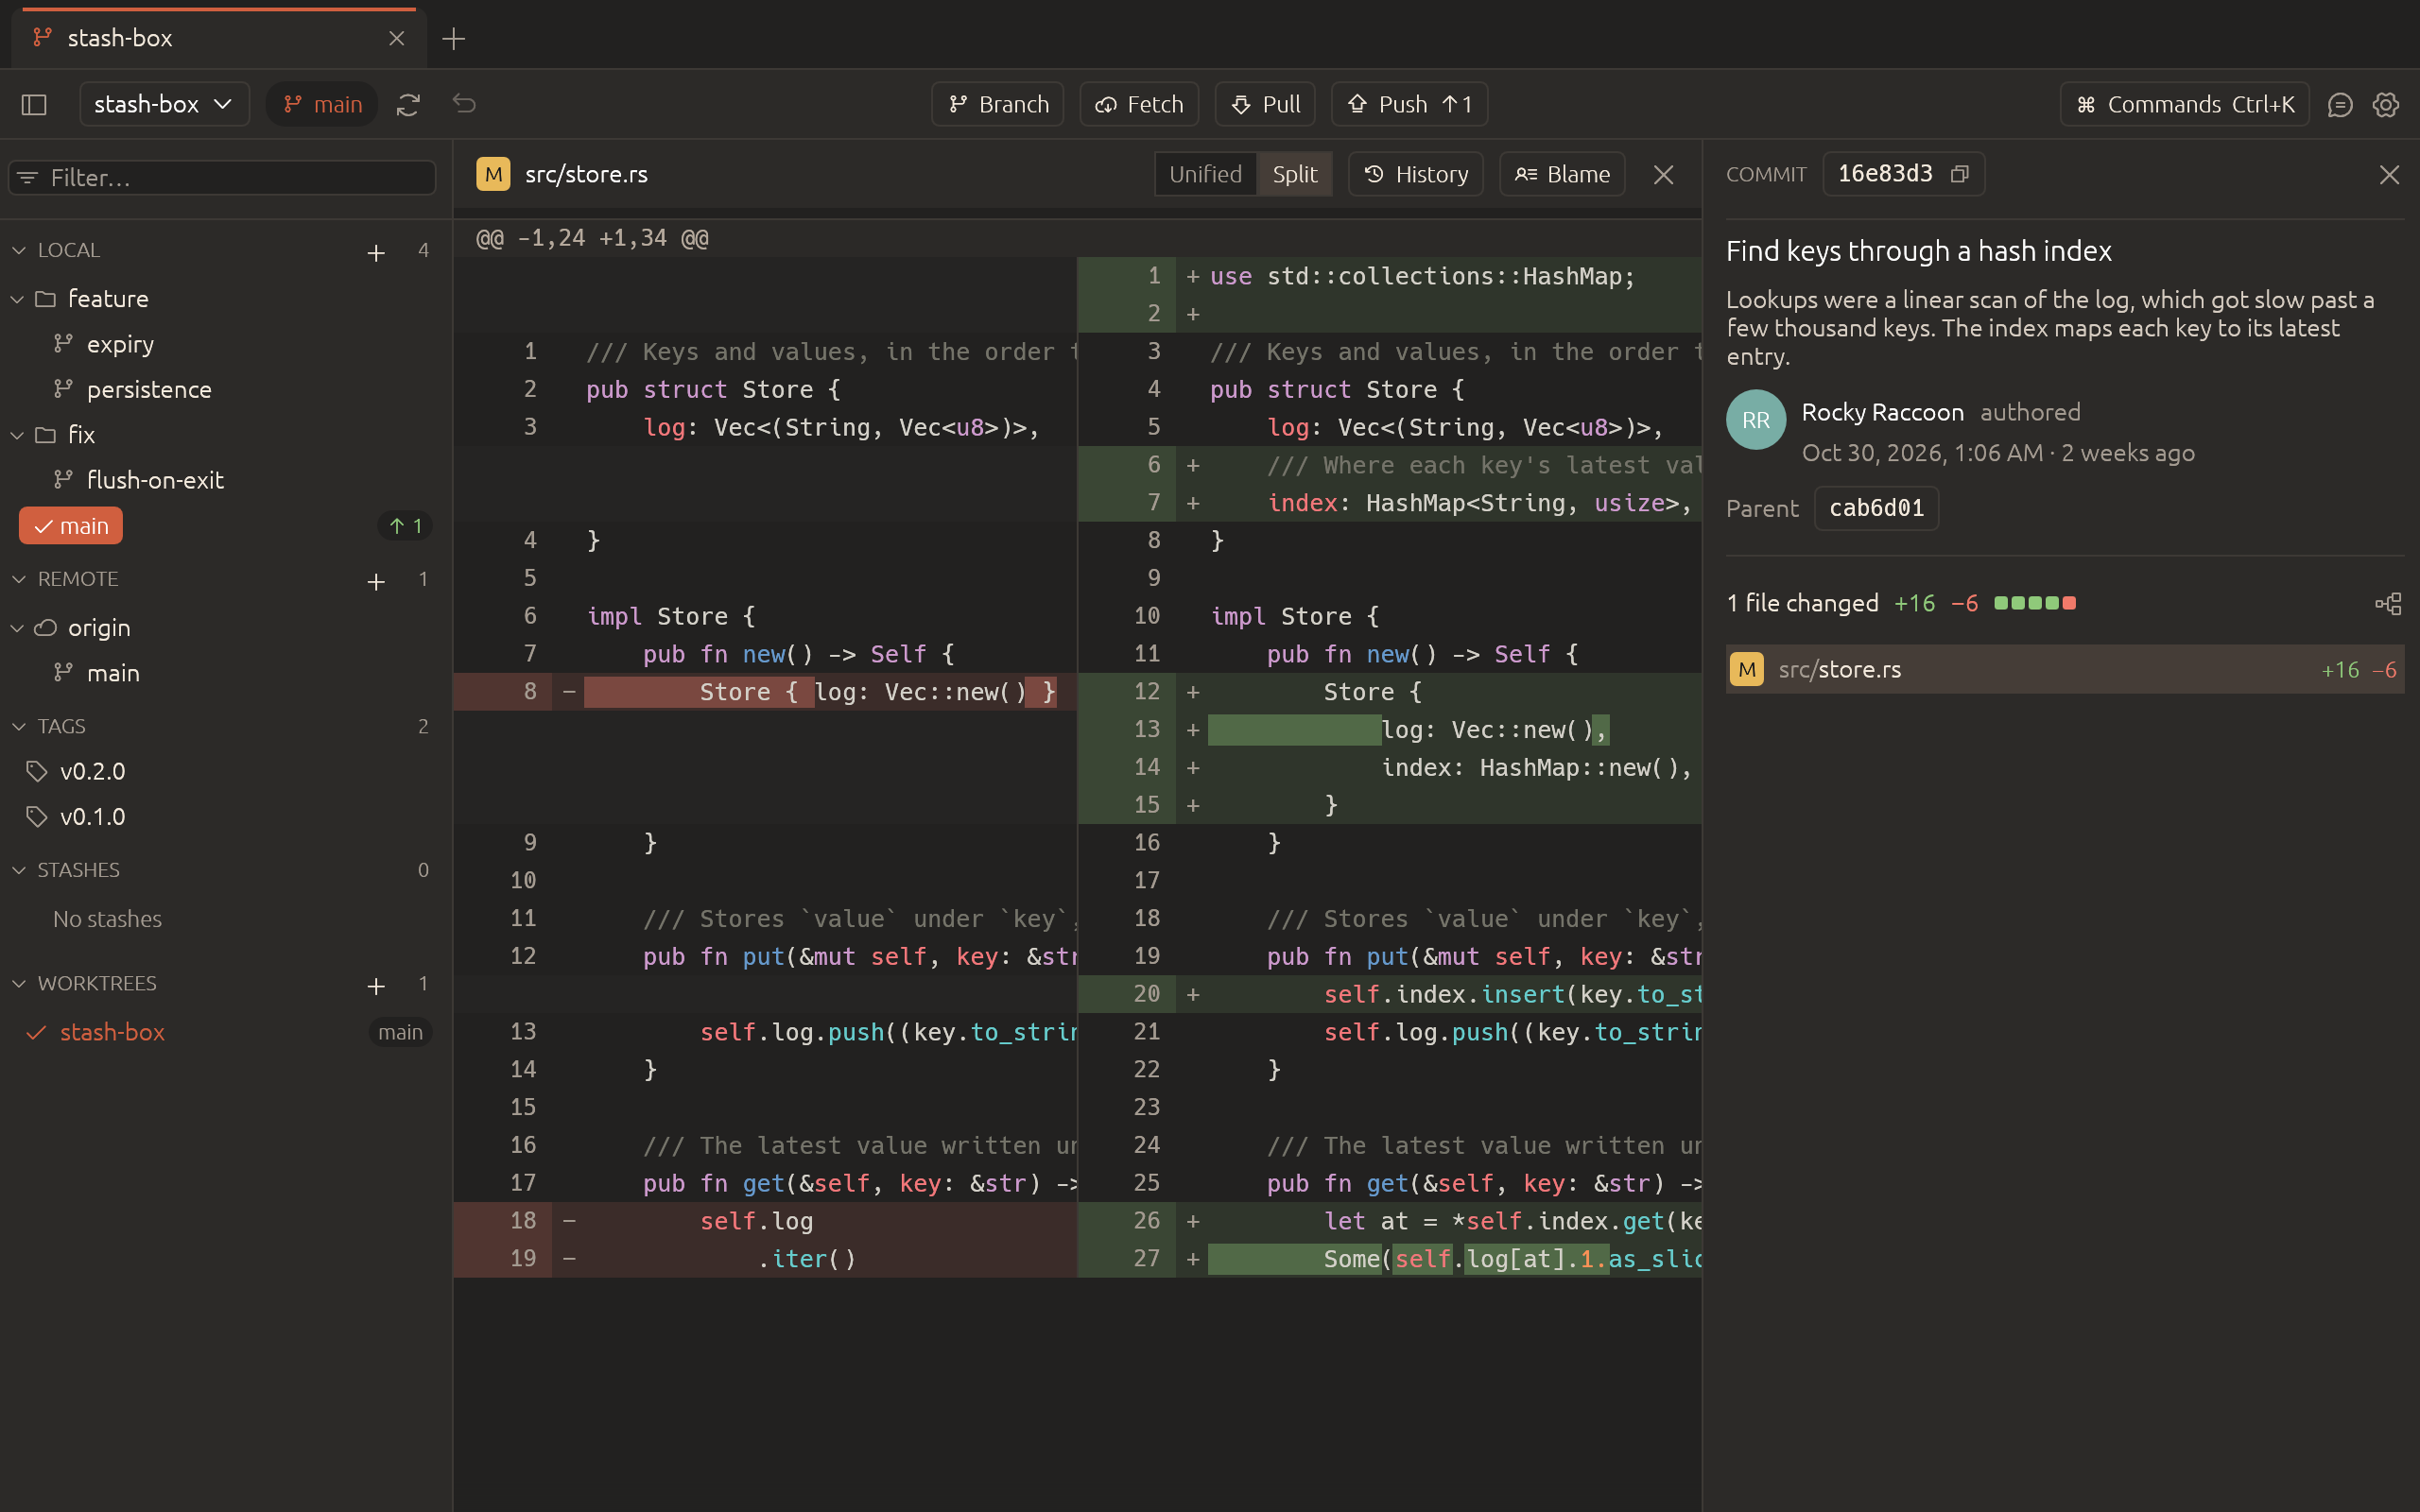 stash-box
stash-box
main
Branch
Fetch
Pull
Push ↑1
Commands Ctrl+K
Filter…
LOCAL 4
feature
expiry
persistence
fix
flush-on-exit
main ↑ 1
REMOTE 1
origin
main
TAGS 2
v0.2.0
v0.1.0
STASHES 0
No stashes
WORKTREES 1
stash-box main
M src/store.rs
Unified Split History Blame
@@ -1,24 +1,34 @@
1 /// Keys and values, in the order
2 pub struct Store {
3 log: Vec<(String, Vec<u8>)>,
4 }
5
6 impl Store {
7 pub fn new() -> Self {
8 − Store { log: Vec::new() }
9 }
10
11 /// Stores `value` under `key`,
12 pub fn put(&mut self, key: &str
13 self.log.push((key.to_strin
14 }
15
16 /// The latest value written
17 pub fn get(&self, key: &str) ->
18 − self.log
19 − .iter()
1 + use std::collections::HashMap;
2 +
3 /// Keys and values, in the order
4 pub struct Store {
5 log: Vec<(String, Vec<u8>)>,
6 + /// Where each key's latest val
7 + index: HashMap<String, usize>,
8 }
9
10 impl Store {
11 pub fn new() -> Self {
12 + Store {
13 + log: Vec::new(),
14 + index: HashMap::new(),
15 + }
16 }
17
18 /// Stores `value` under `key`,
19 pub fn put(&mut self, key: &str
20 + self.index.insert(key.to_st
21 self.log.push((key.to_strin
22 }
23
24 /// The latest value written
25 pub fn get(&self, key: &str) ->
26 + let at = *self.index.get(ke
27 + Some(self.log[at].1.as_slic
COMMIT 16e83d3
Find keys through a hash index
Lookups were a linear scan of the log, which got slow past a
few thousand keys. The index maps each key to its latest
entry.
RR
Rocky Raccoon authored
Oct 30, 2026, 1:06 AM · 2 weeks ago
Parent cab6d01
1 file changed +16 −6
M src/store.rs +16 −6